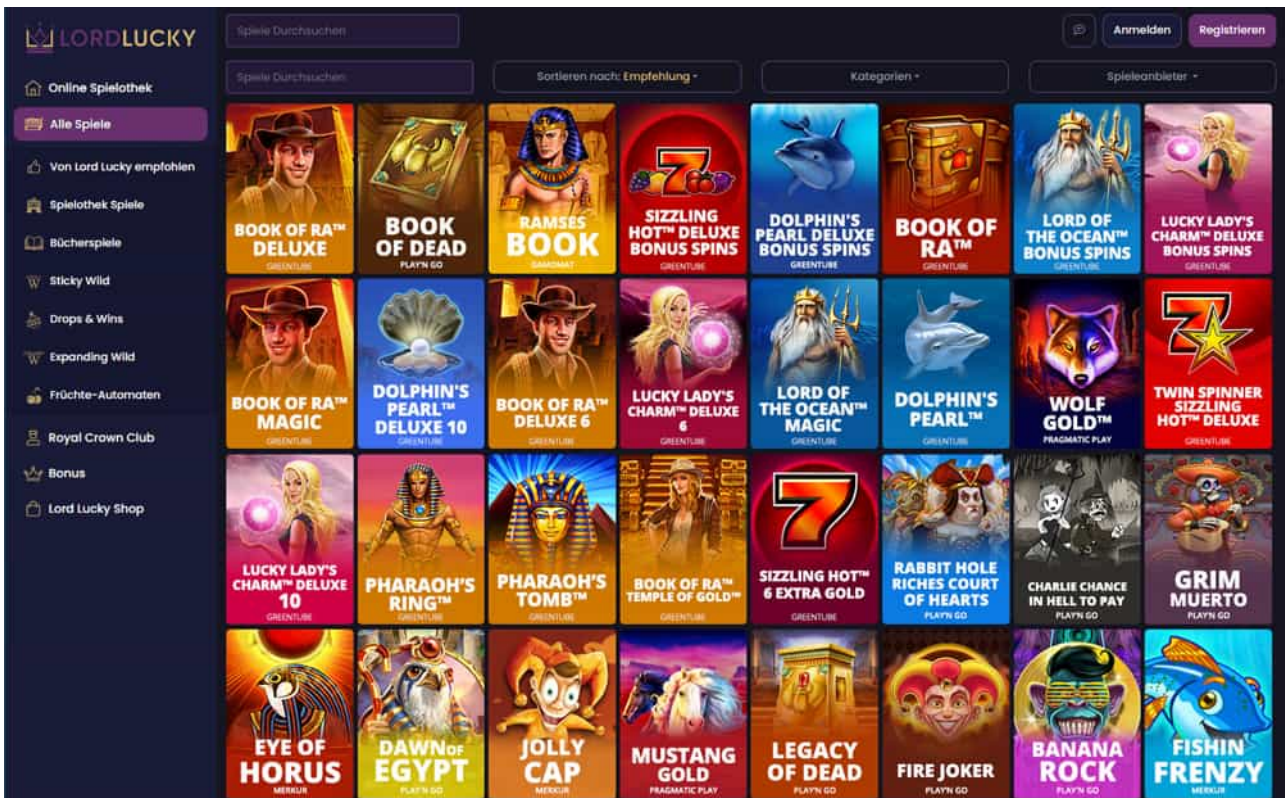 LORDLUCKY
Spiele Durchsuchen
Anmelden
Registrieren
Spiele Durchsuchen
Sortieren nach: Empfehlung
Kategorien
Spieleanbieter
Online Spielothek
Alle Spiele
Von Lord Lucky empfohlen
Spielothek Spiele
Bücherspiele
Sticky Wild
Drops & Wins
Expanding Wild
Früchte-Automaten
Royal Crown Club
Bonus
Lord Lucky Shop
BOOK OF RA™
DELUXE
GREENTUBE
BOOK
OF DEAD
PLAY'N GO
RAMSES
BOOK
GAMOMAT
SIZZLING
HOT™ DELUXE
BONUS SPINS
GREENTUBE
DOLPHIN'S
PEARL DELUXE
BONUS SPINS
GREENTUBE
BOOK OF
RA™
GREENTUBE
LORD OF
THE OCEAN™
BONUS SPINS
GREENTUBE
LUCKY LADY'S
CHARM™ DELUXE
BONUS SPINS
GREENTUBE
BOOK OF RA™
MAGIC
GREENTUBE
DOLPHIN'S
PEARL™
DELUXE 10
GREENTUBE
BOOK OF RA™
DELUXE 6
GREENTUBE
LUCKY LADY'S
CHARM™ DELUXE
6
GREENTUBE
LORD OF
THE OCEAN™
MAGIC
GREENTUBE
DOLPHIN'S
PEARL™
GREENTUBE
WOLF
GOLD™
PRAGMATIC PLAY
TWIN SPINNER
SIZZLING
HOT™ DELUXE
GREENTUBE
LUCKY LADY'S
CHARM™ DELUXE
10
GREENTUBE
PHARAOH'S
RING™
GREENTUBE
PHARAOH'S
TOMB™
GREENTUBE
BOOK OF RA™
TEMPLE OF GOLD™
GREENTUBE
SIZZLING HOT™
6 EXTRA GOLD
GREENTUBE
RABBIT HOLE
RICHES COURT
OF HEARTS
PLAY'N GO
CHARLIE CHANCE
IN HELL TO PAY
PLAY'N GO
GRIM
MUERTO
PLAY'N GO
EYE OF
HORUS
MERKUR
DAWN OF
EGYPT
PLAY'N GO
JOLLY
CAP
MERKUR
MUSTANG
GOLD
PRAGMATIC PLAY
LEGACY
OF DEAD
PLAY'N GO
FIRE JOKER
PLAY'N GO
BANANA
ROCK
PLAY'N GO
FISHIN
FRENZY
MERKUR